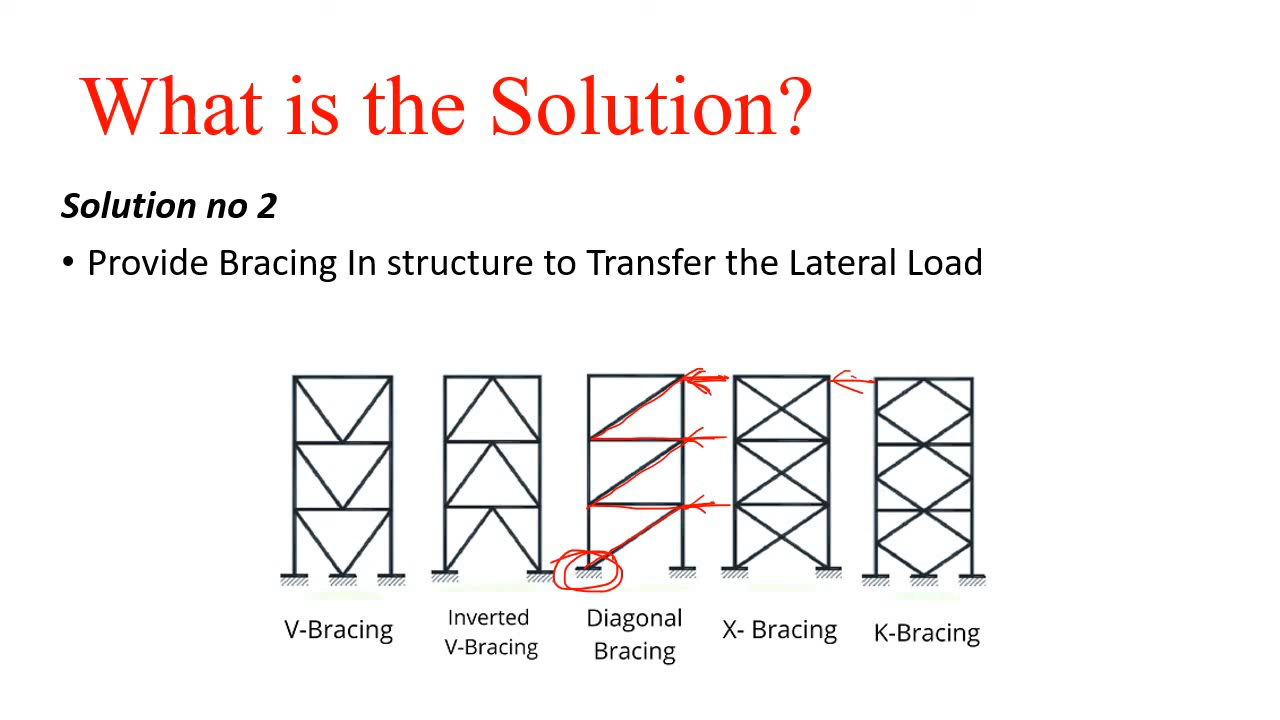 What is the Solution?
Solution no 2
• Provide Bracing In structure to Transfer the Lateral Load
V-Bracing
Inverted
V-Bracing
Diagonal
Bracing
X- Bracing
K-Bracing